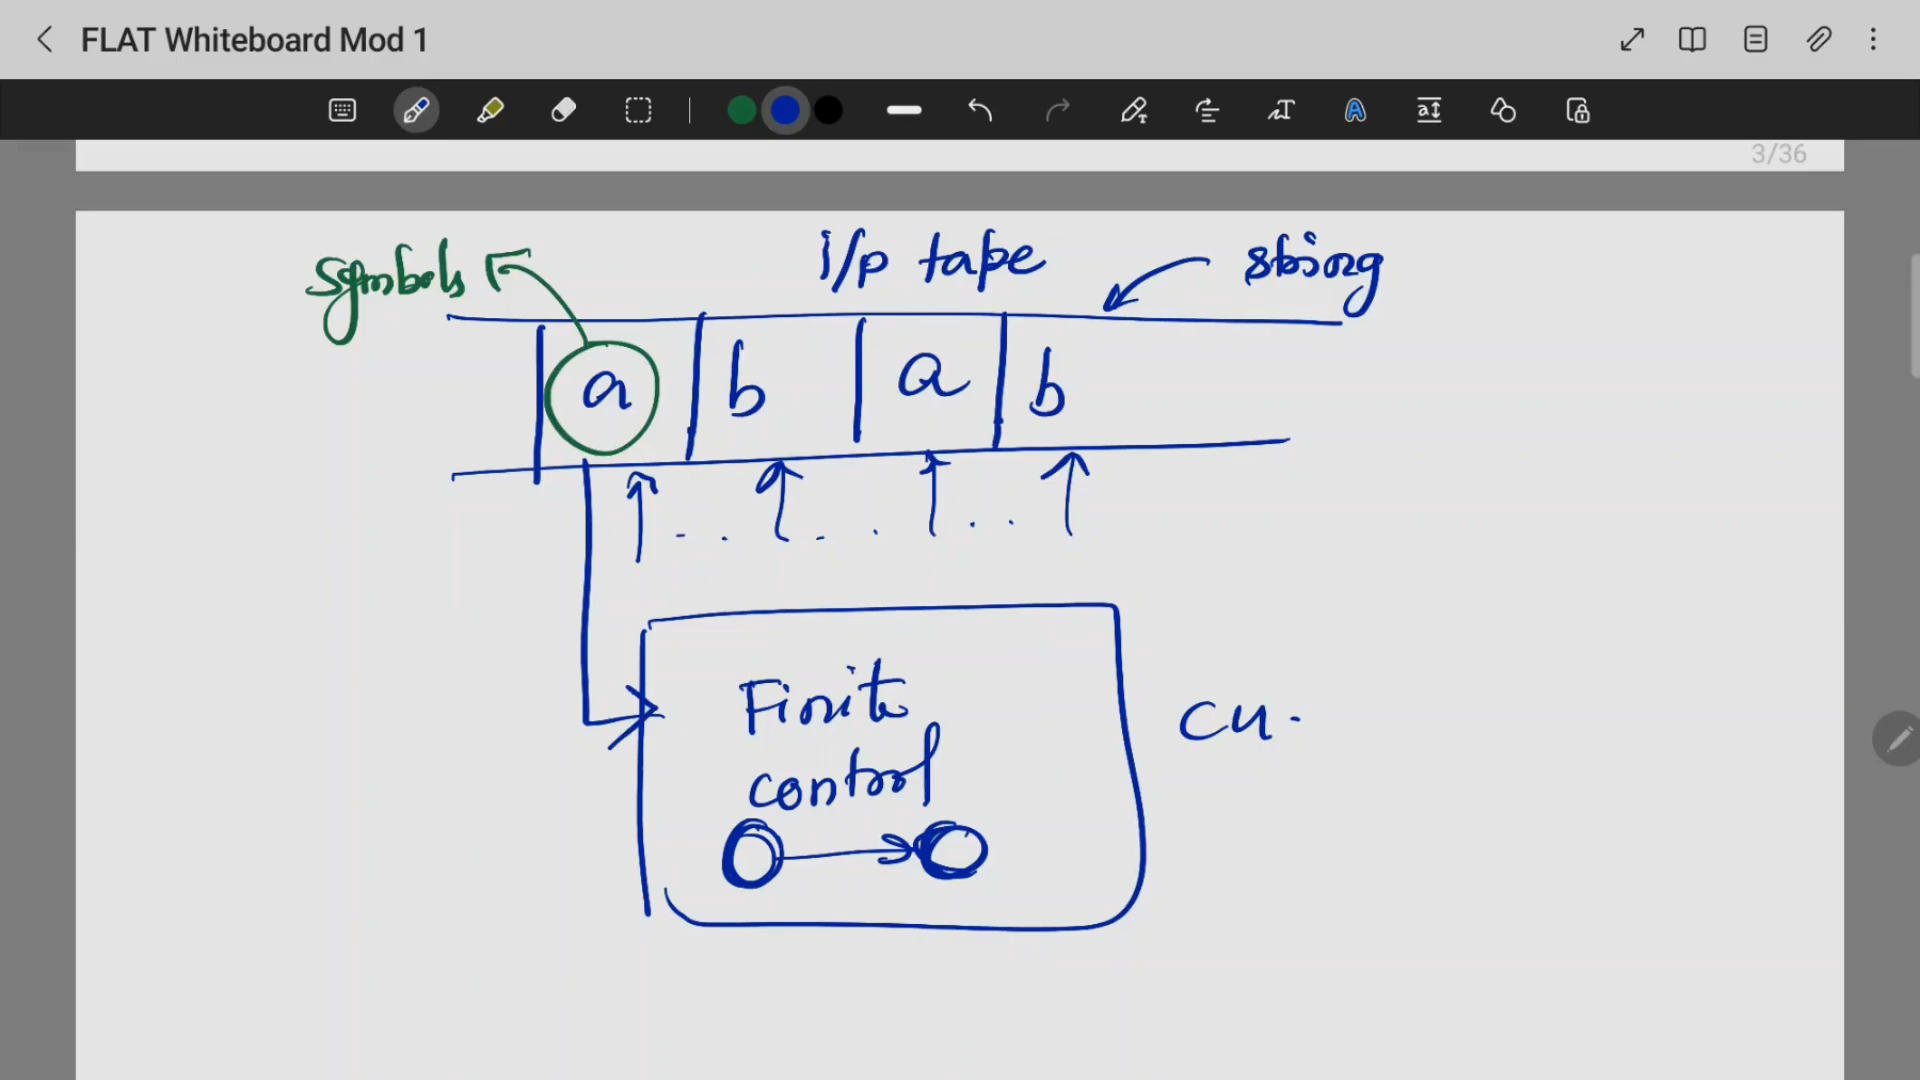 FLAT Whiteboard Mod 1
3/36
symbols
i/p tape
string
a b a b
Finite
control
CU.